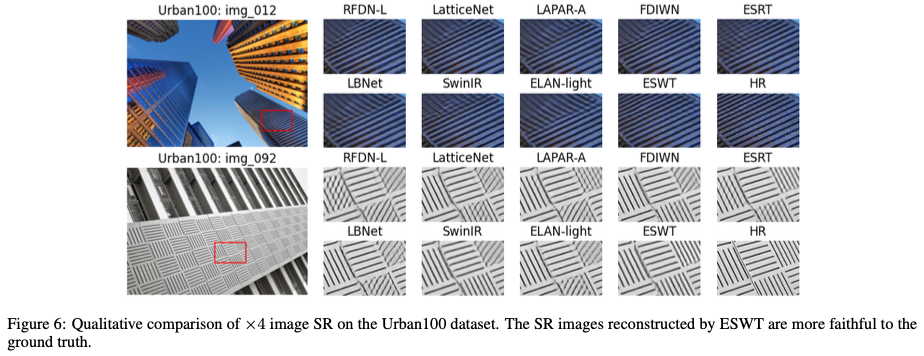 Urban100: img_012
RFDN-L LatticeNet LAPAR-A FDIWN ESRT
LBNet SwinIR ELAN-light ESWT HR
Urban100: img_092
RFDN-L LatticeNet LAPAR-A FDIWN ESRT
LBNet SwinIR ELAN-light ESWT HR
Figure 6: Qualitative comparison of ×4 image SR on the Urban100 dataset. The SR images reconstructed by ESWT are more faithful to the
ground truth.